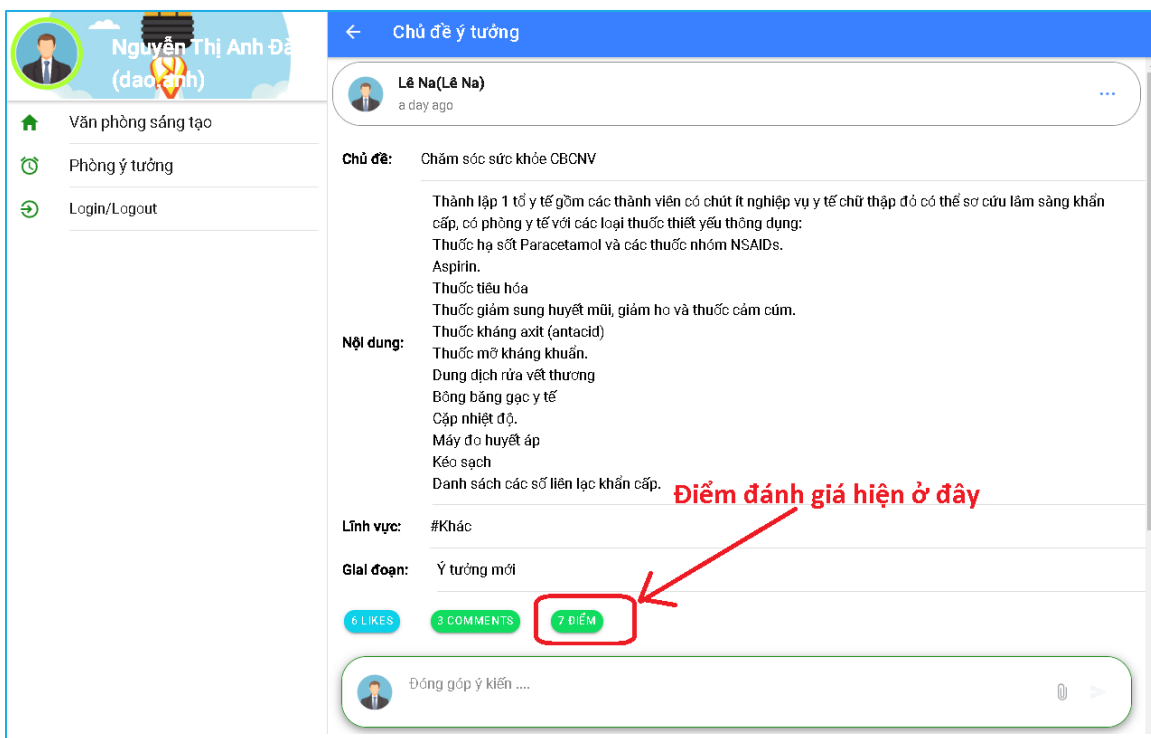 Nguyễn Thị Anh Đà
(dao anh)
Văn phòng sáng tạo
Phòng ý tưởng
Login/Logout
Chủ đề ý tưởng
Lê Na(Lê Na)
a day ago
Chủ đề: Chăm sóc sức khỏe CBCNV
Thành lập 1 tổ y tế gồm các thành viên có chút ít nghiệp vụ y tế chữ thập đỏ có thể sơ cứu lâm sàng khẩn
cấp, có phòng y tế với các loại thuốc thiết yếu thông dụng:
Thuốc hạ sốt Paracetamol và các thuốc nhóm NSAIDs.
Aspirin.
Thuốc tiêu hóa
Thuốc giảm sung huyết mũi, giảm ho và thuốc cảm cúm.
Thuốc kháng axit (antacid)
Nội dung:
Thuốc mỡ kháng khuẩn.
Dung dịch rửa vết thương
Bông băng gạc y tế
Cặp nhiệt độ.
Máy đo huyết áp
Kéo sạch
Danh sách các số liên lạc khẩn cấp.
Điểm đánh giá hiện ở đây
Lĩnh vực: #Khác
Giai đoạn: Ý tưởng mới
6 LIKES 3 COMMENTS 7 ĐIỂM
Đóng góp ý kiến ....